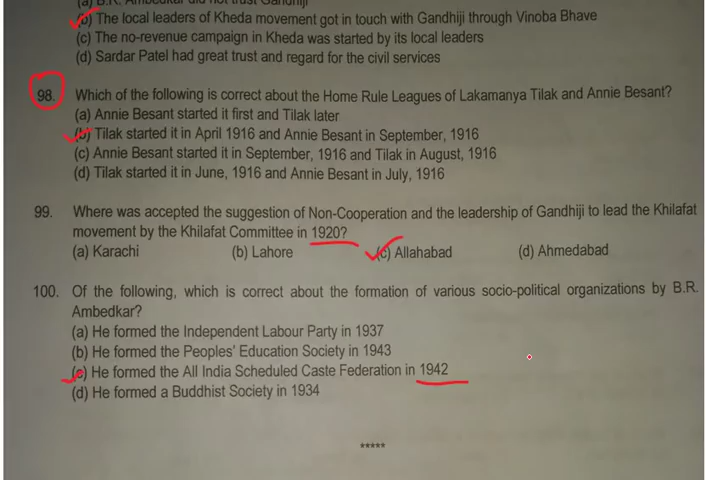 (a) B.R. Ambedkar did not trust Gandhiji
(b) The local leaders of Kheda movement got in touch with Gandhiji through Vinoba Bhave
(c) The no-revenue campaign in Kheda was started by its local leaders
(d) Sardar Patel had great trust and regard for the civil services
98. Which of the following is correct about the Home Rule Leagues of Lakamanya Tilak and Annie Besant?
(a) Annie Besant started it first and Tilak later
(b) Tilak started it in April 1916 and Annie Besant in September, 1916
(c) Annie Besant started it in September, 1916 and Tilak in August, 1916
(d) Tilak started it in June, 1916 and Annie Besant in July, 1916
99. Where was accepted the suggestion of Non-Cooperation and the leadership of Gandhiji to lead the Khilafat
movement by the Khilafat Committee in 1920?
(a) Karachi (b) Lahore (c) Allahabad (d) Ahmedabad
100. Of the following, which is correct about the formation of various socio-political organizations by B.R.
Ambedkar?
(a) He formed the Independent Labour Party in 1937
(b) He formed the Peoples' Education Society in 1943
(c) He formed the All India Scheduled Caste Federation in 1942
(d) He formed a Buddhist Society in 1934
*****